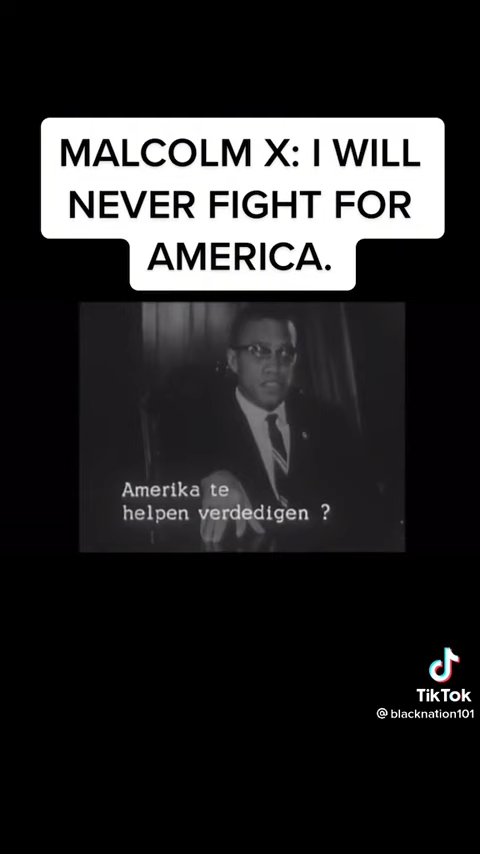 MALCOLM X: I WILL
NEVER FIGHT FOR
AMERICA.
Amerika te
helpen verdedigen ?
TikTok
@ blacknation101